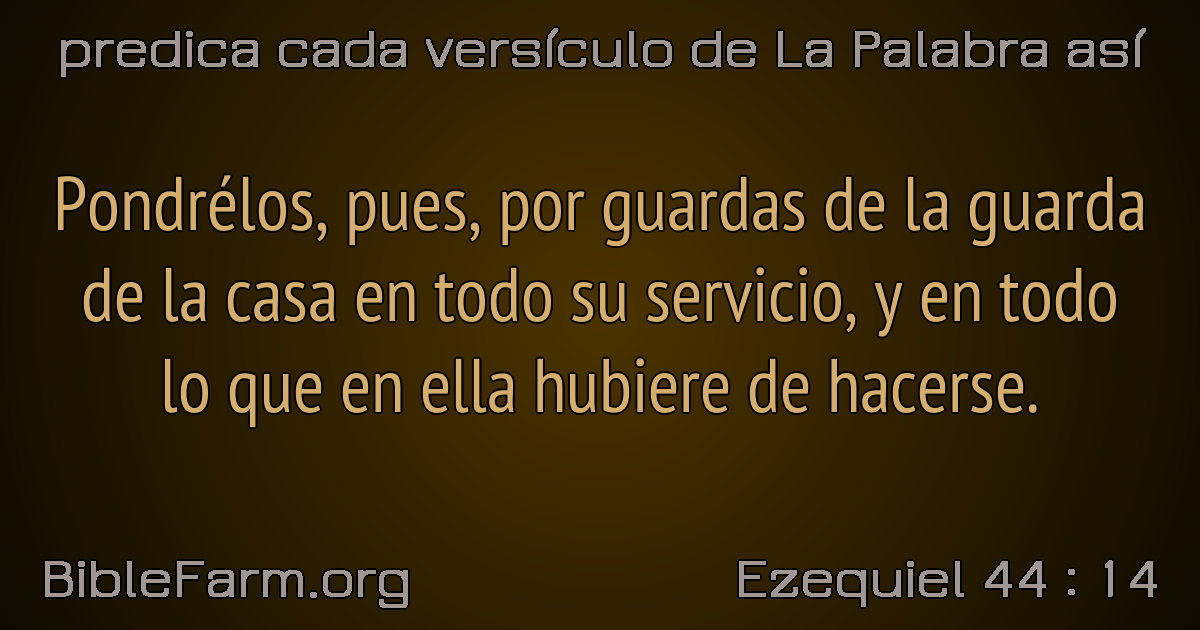 predica cada versículo de La Palabra así
Pondrélos, pues, por guardas de la guarda
de la casa en todo su servicio, y en todo
lo que en ella hubiere de hacerse.
BibleFarm.org
Ezequiel 44 : 14